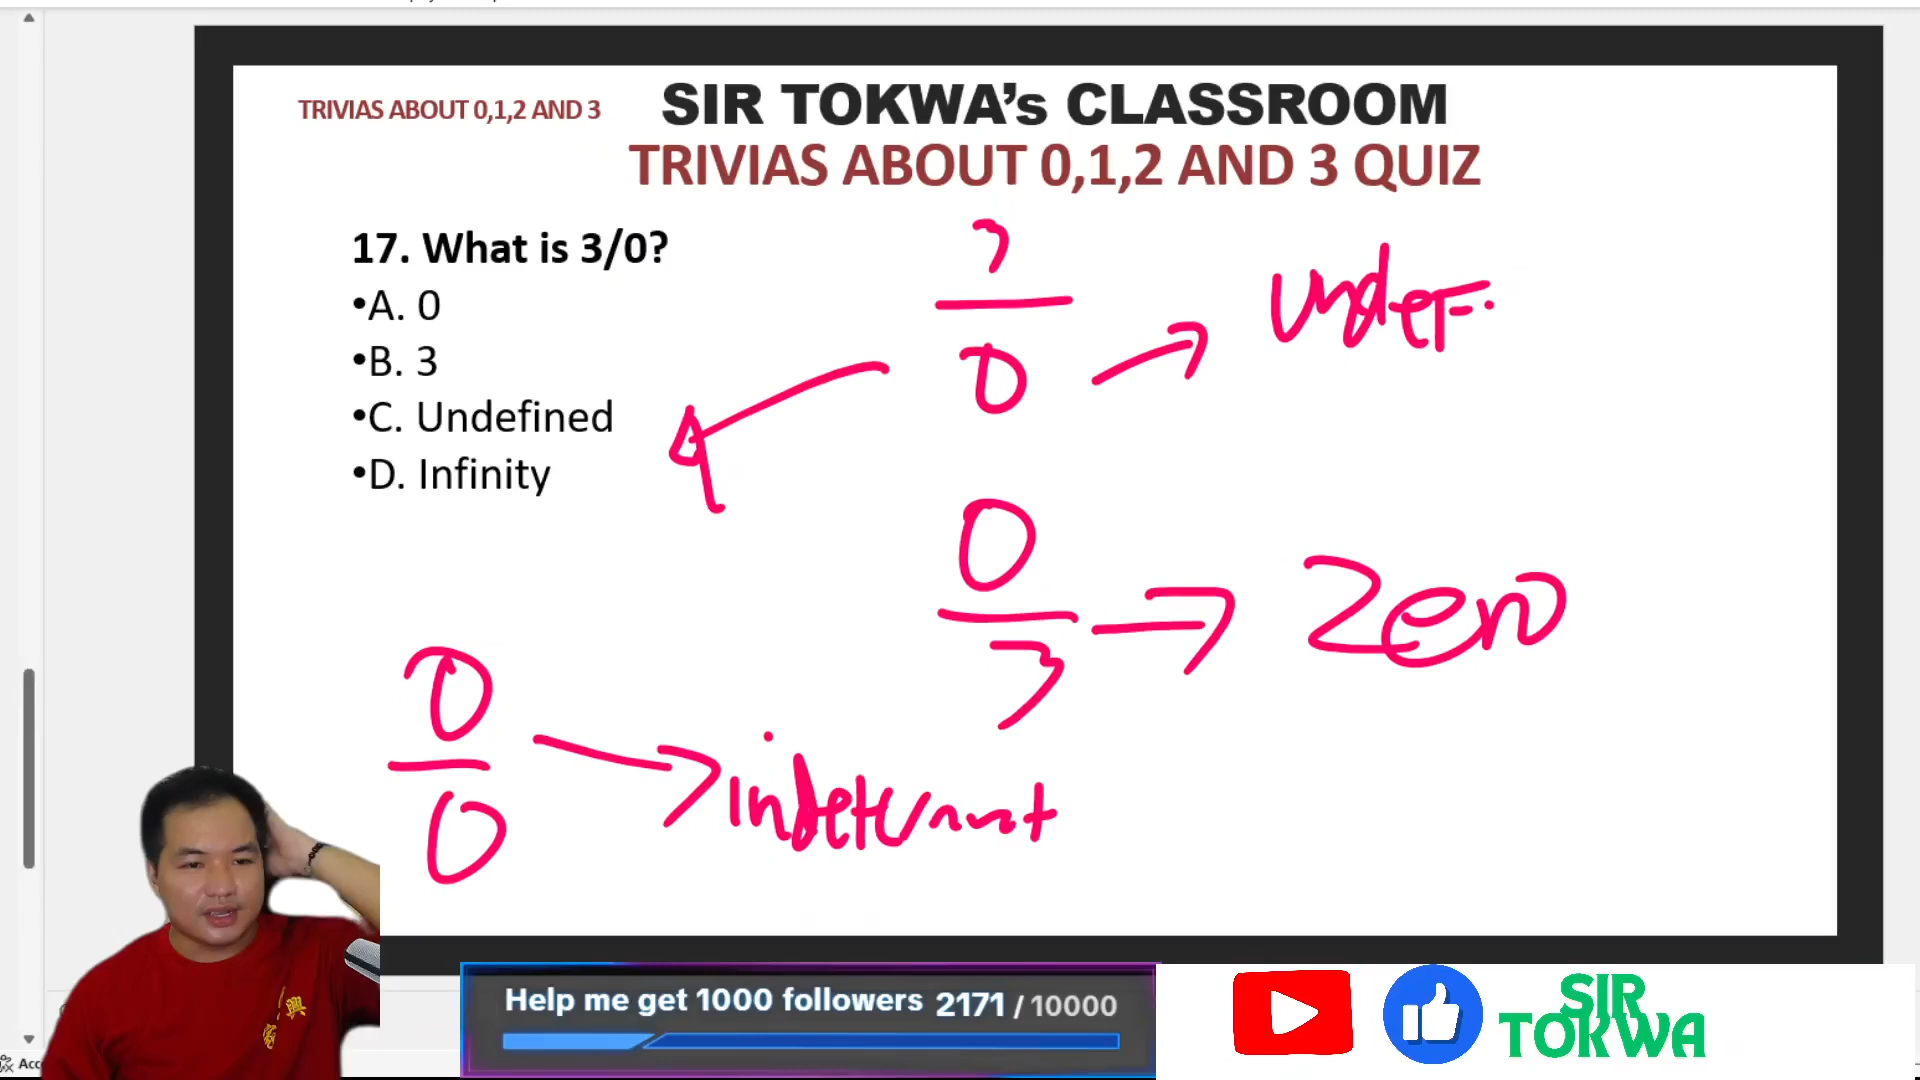 TRIVIAS ABOUT 0,1,2 AND 3
SIR TOKWA's CLASSROOM
TRIVIAS ABOUT 0,1,2 AND 3 QUIZ
17. What is 3/0?
•A. 0
•B. 3
•C. Undefined
•D. Infinity
3
0
UndeF.
0
3
Zero
0
0
Help me get 1000 followers 2171 / 10000
SIR
TOKWA
Acc